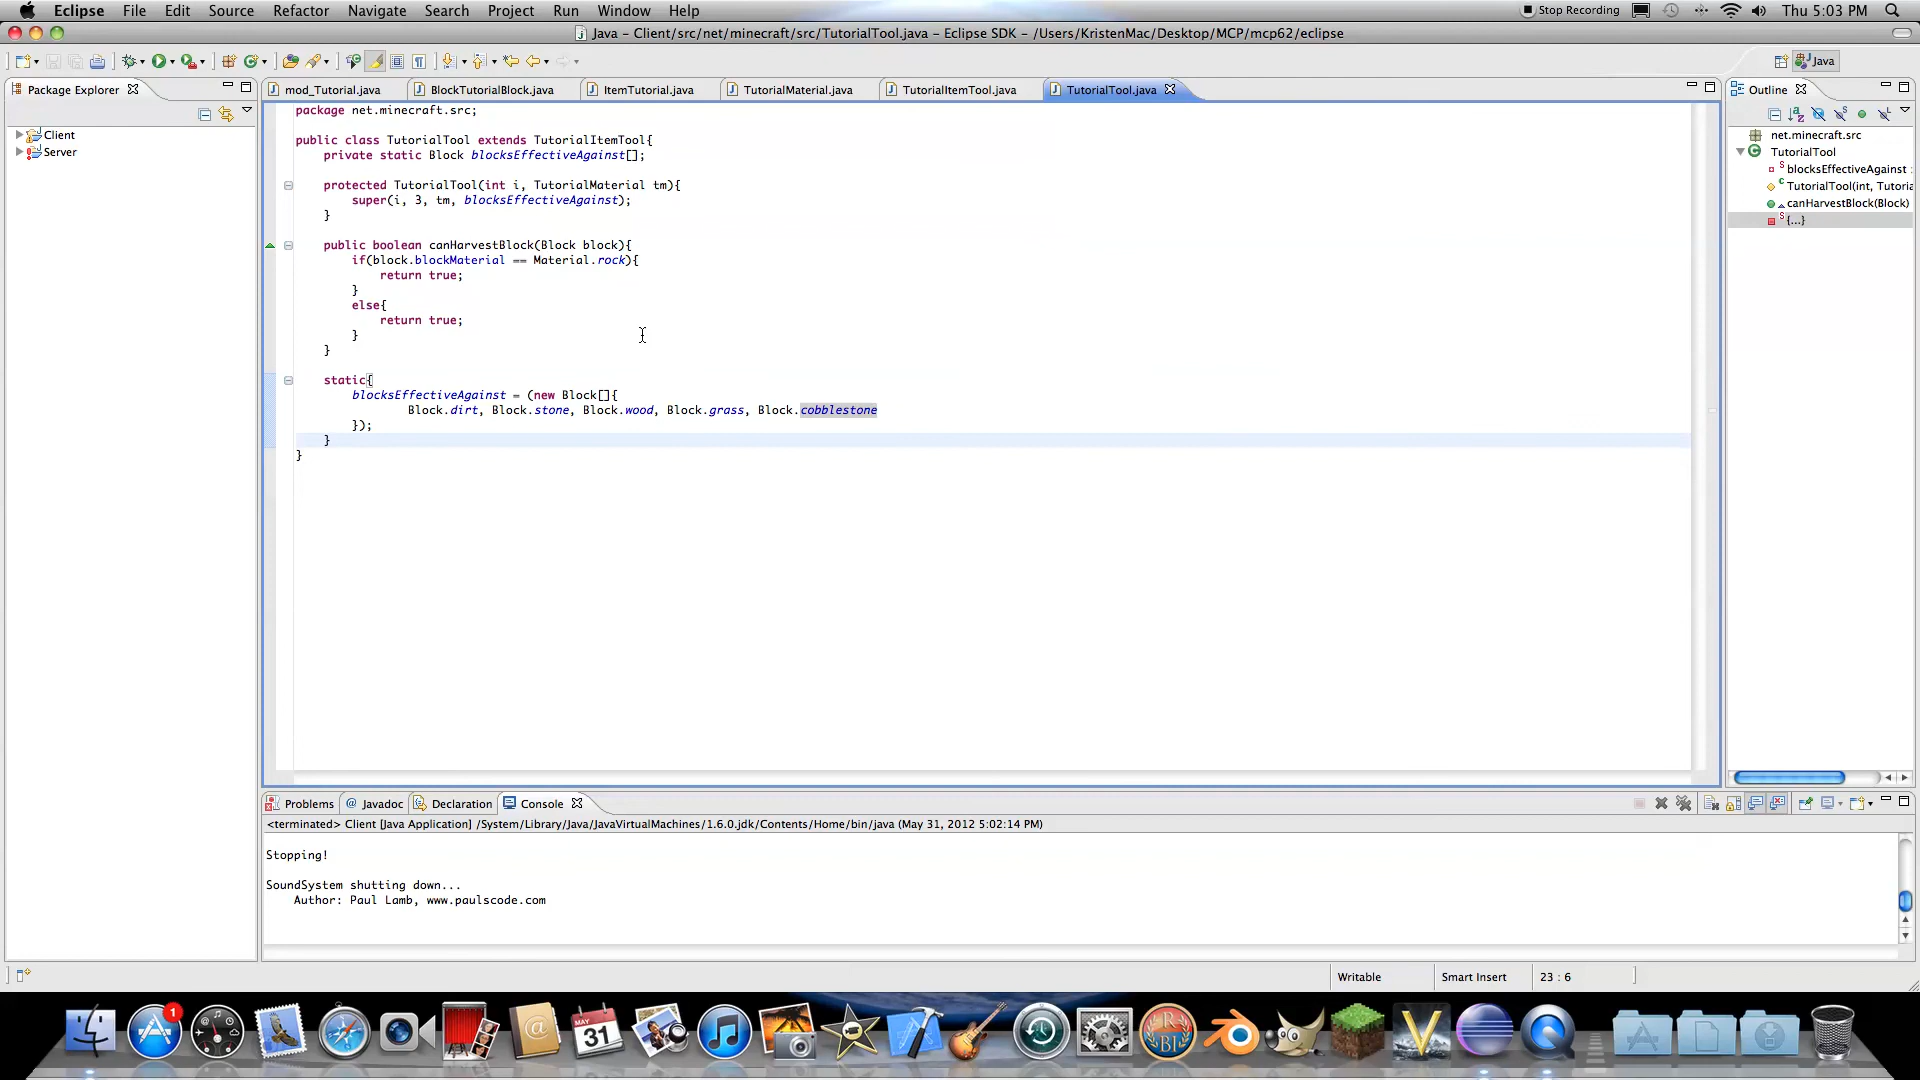 Eclipse File Edit Source Refactor Navigate Search Project Run Window Help
Stop Recording Thu 5:03 PM
Java - Client/src/net/minecraft/src/TutorialTool.java - Eclipse SDK - /Users/KristenMac/Desktop/MCP/mcp62/eclipse
Java
Package Explorer
Client
Server
mod_Tutorial.java BlockTutorialBlock.java ItemTutorial.java TutorialMaterial.java TutorialItemTool.java TutorialTool.java
package net.minecraft.src;
public class TutorialTool extends TutorialItemTool{
private static Block blocksEffectiveAgainst[];
protected TutorialTool(int i, TutorialMaterial tm){
super(i, 3, tm, blocksEffectiveAgainst);
}
public boolean canHarvestBlock(Block block){
if(block.blockMaterial == Material.rock){
return true;
}
else{
return true;
}
}
static{
blocksEffectiveAgainst = (new Block[]{
Block.dirt, Block.stone, Block.wood, Block.grass, Block.cobblestone
});
}
}
Outline
net.minecraft.src
TutorialTool
blocksEffectiveAgainst :
TutorialTool(int, Tutoria
canHarvestBlock(Block)
{...}
Problems @ Javadoc Declaration Console
<terminated> Client [Java Application] /System/Library/Java/JavaVirtualMachines/1.6.0.jdk/Contents/Home/bin/java (May 31, 2012 5:02:14 PM)
Stopping!
SoundSystem shutting down...
Author: Paul Lamb, www.paulscode.com
Writable Smart Insert 23 : 6
1
MAY
31